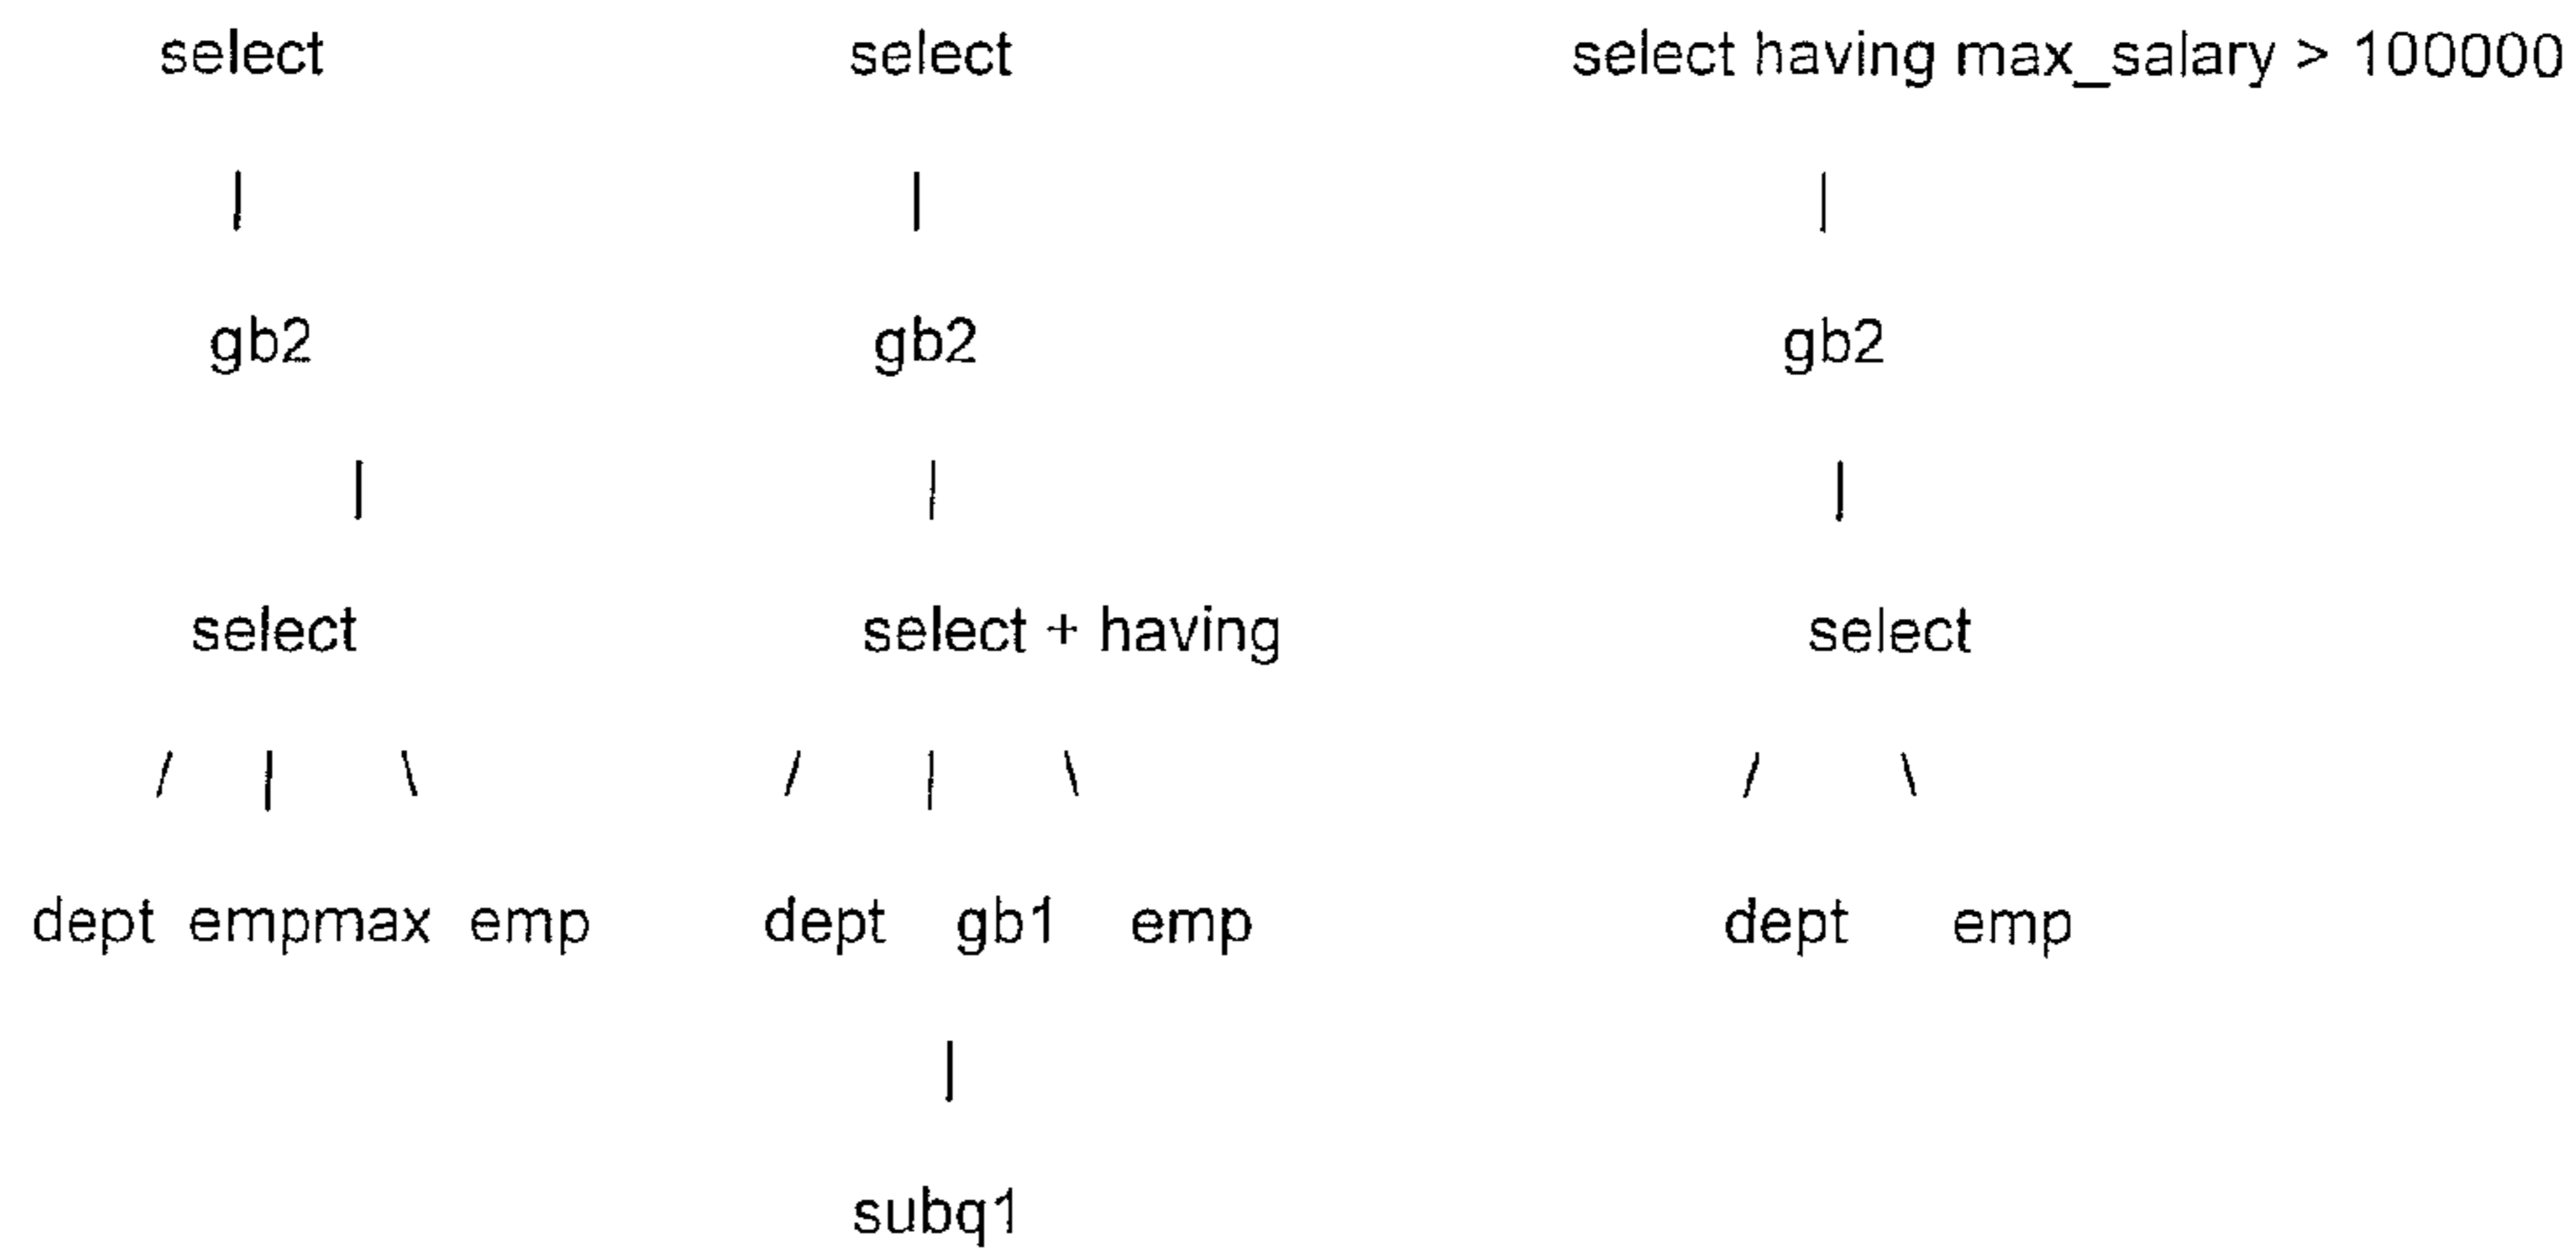 select select select having max_salary > 100000
| | |
gb2 gb2 gb2
| | |
select select + having select
/ | \ / | \ / \
dept empmax emp dept gb1 emp dept emp
|
subq1